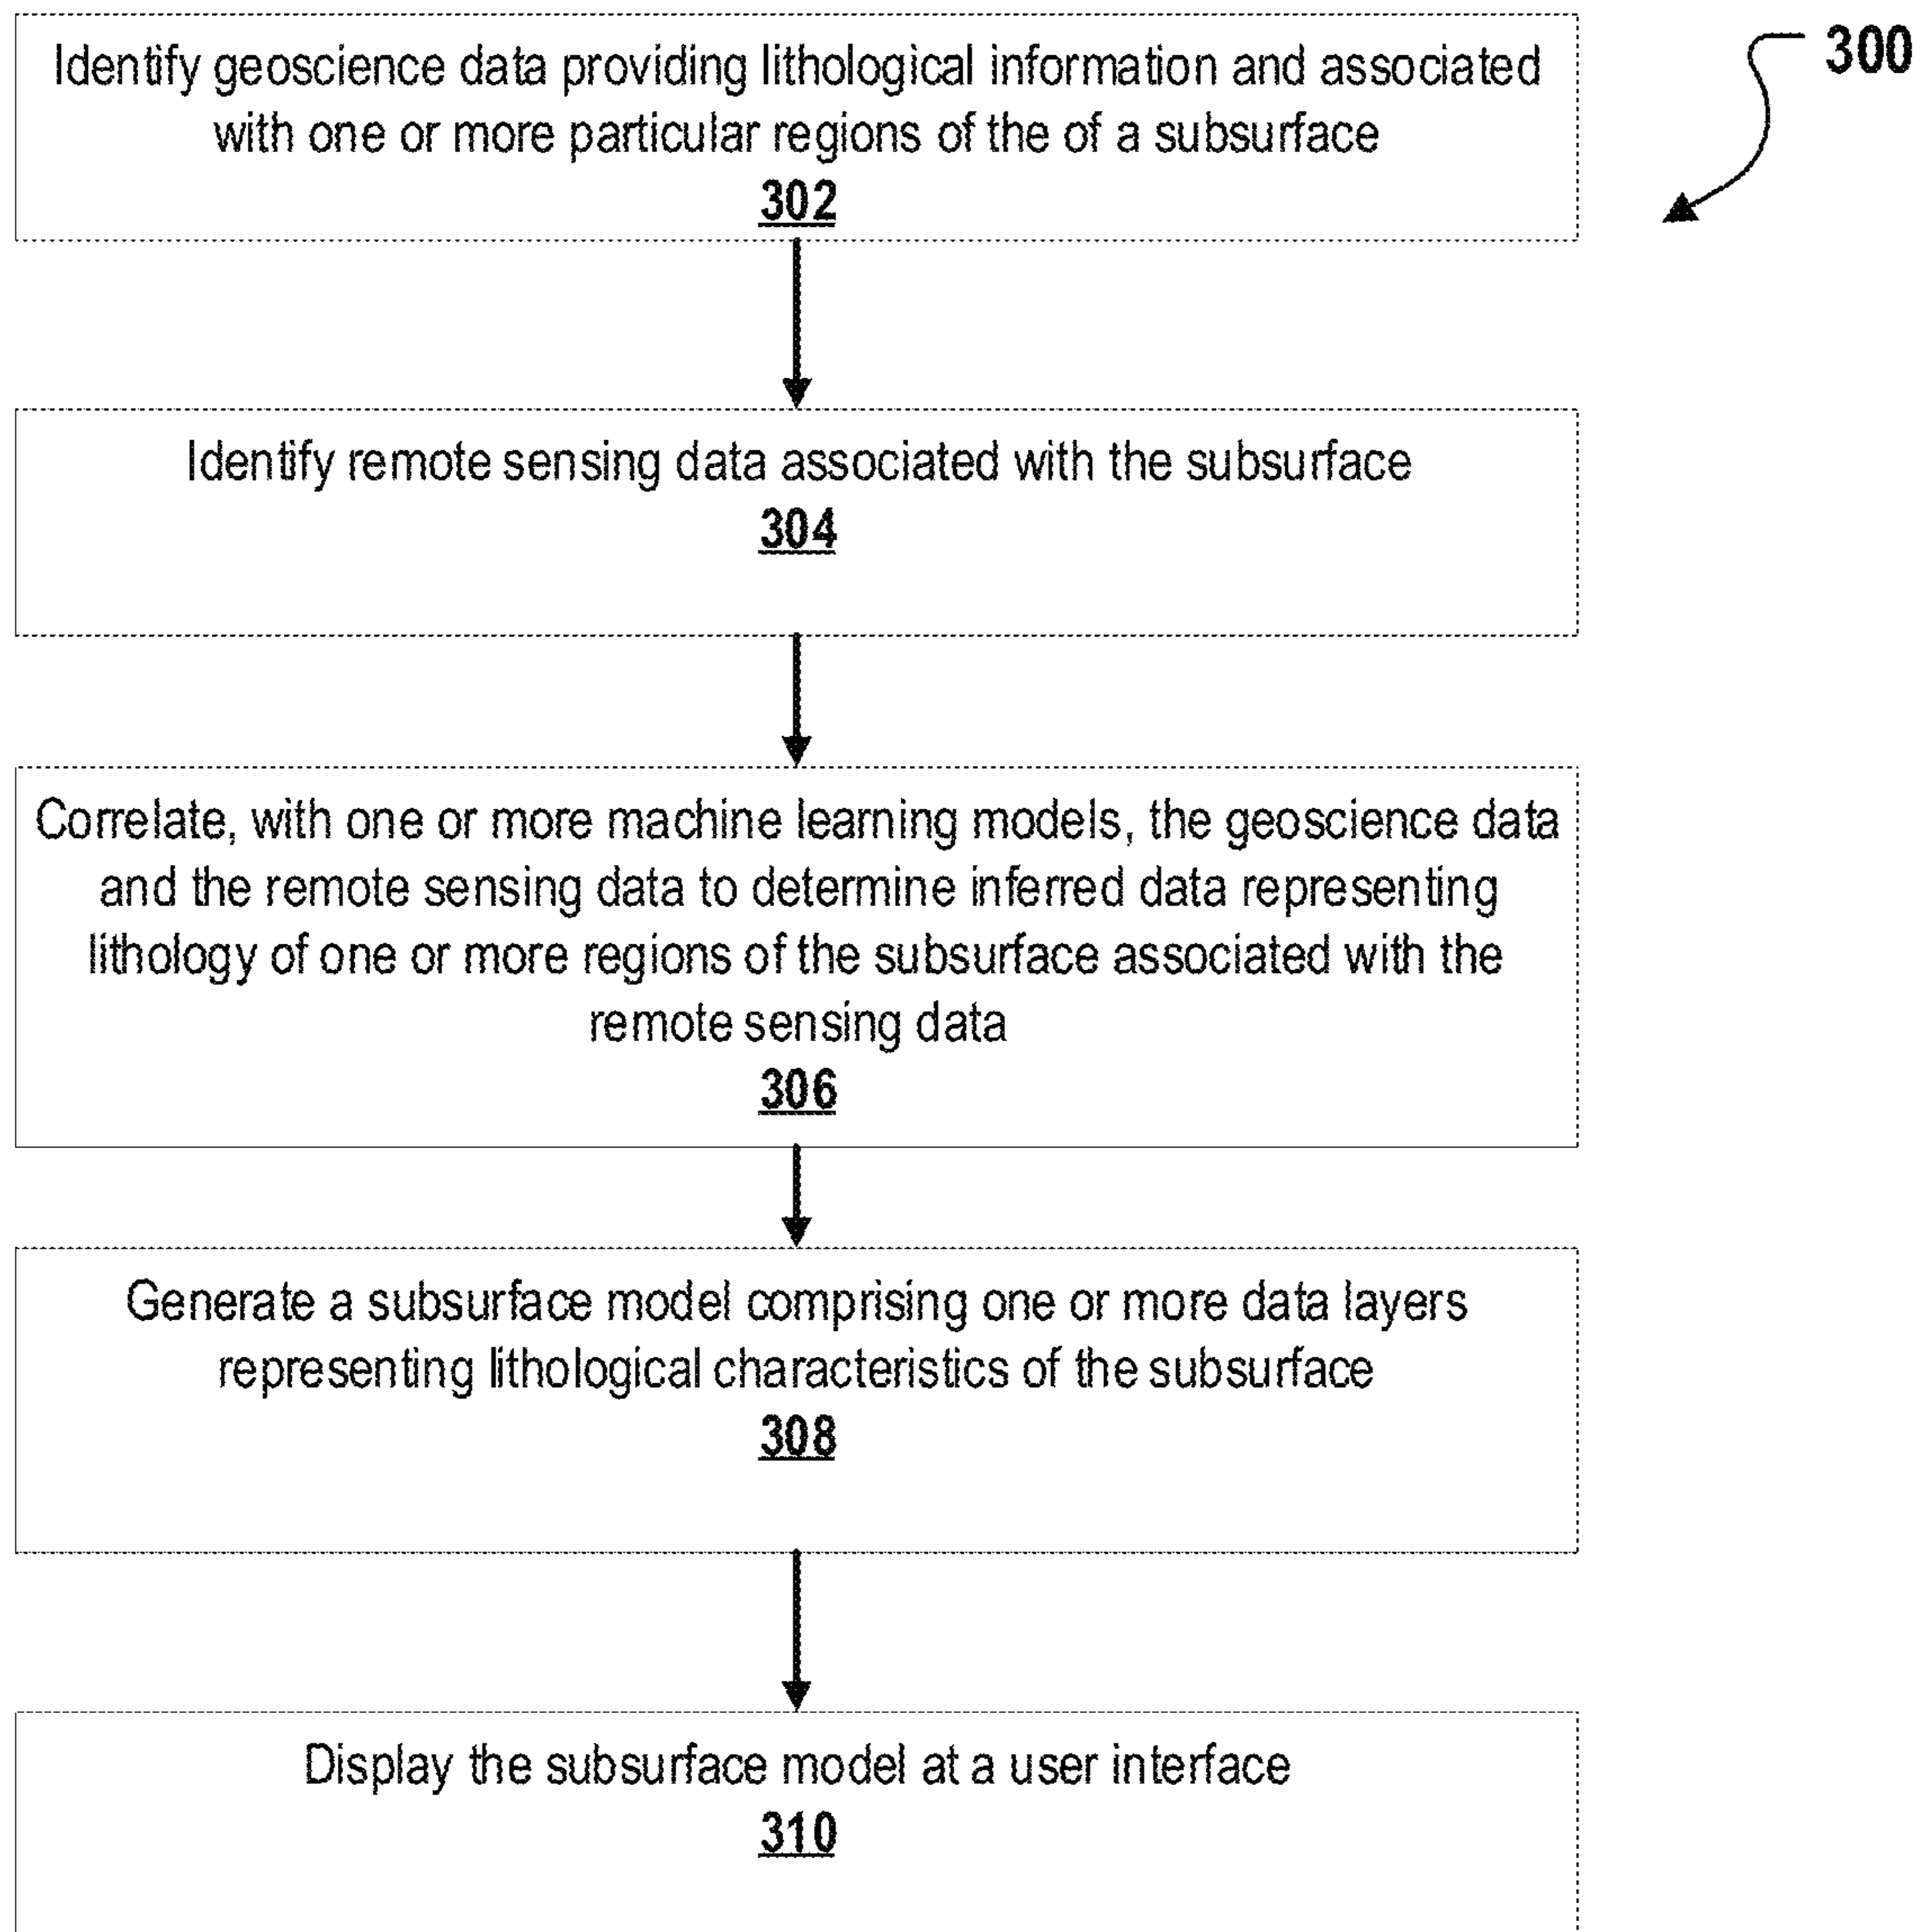 Identify geoscience data providing lithological information and associated
with one or more particular regions of the of a subsurface
302
300
Identify remote sensing data associated with the subsurface
304
Correlate, with one or more machine learning models, the geoscience data
and the remote sensing data to determine inferred data representing
lithology of one or more regions of the subsurface associated with the
remote sensing data
306
Generate a subsurface model comprising one or more data layers
representing lithological characteristics of the subsurface
308
Display the subsurface model at a user interface
310